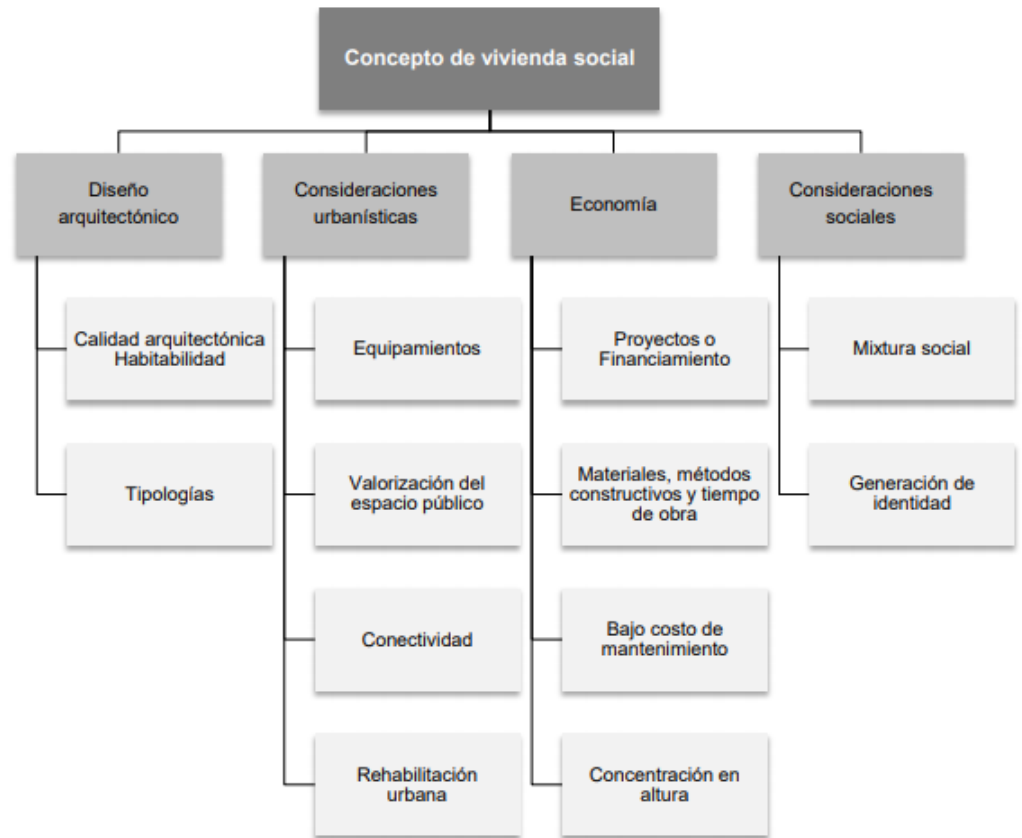 Concepto de vivienda social
Diseño
arquitectónico
Consideraciones
urbanísticas
Economía
Consideraciones
sociales
Calidad arquitectónica
Habitabilidad
Equipamientos
Proyectos o
Financiamiento
Mixtura social
Tipologías
Valorización del
espacio público
Materiales, métodos
constructivos y tiempo
de obra
Generación de
identidad
Conectividad
Bajo costo de
mantenimiento
Rehabilitación
urbana
Concentración en
altura